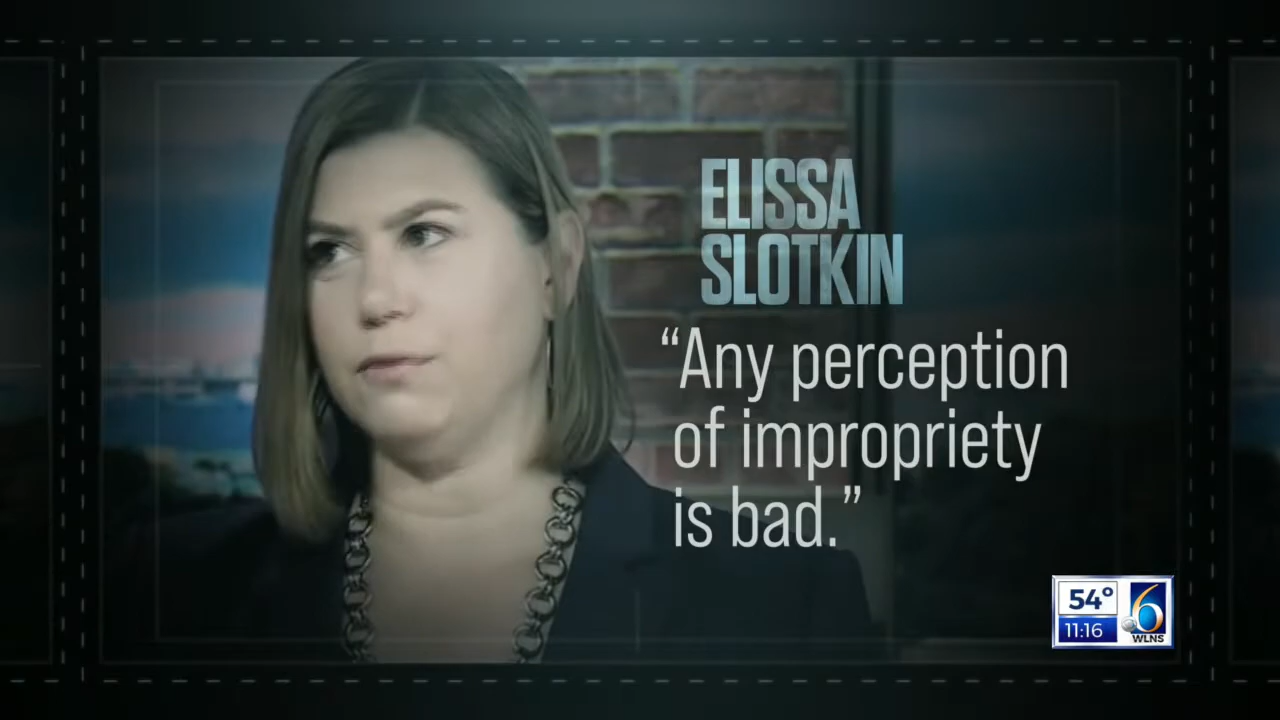 ELISSA
SLOTKIN
“Any perception
of impropriety
is bad.”
54°
11:16
6
WLNS